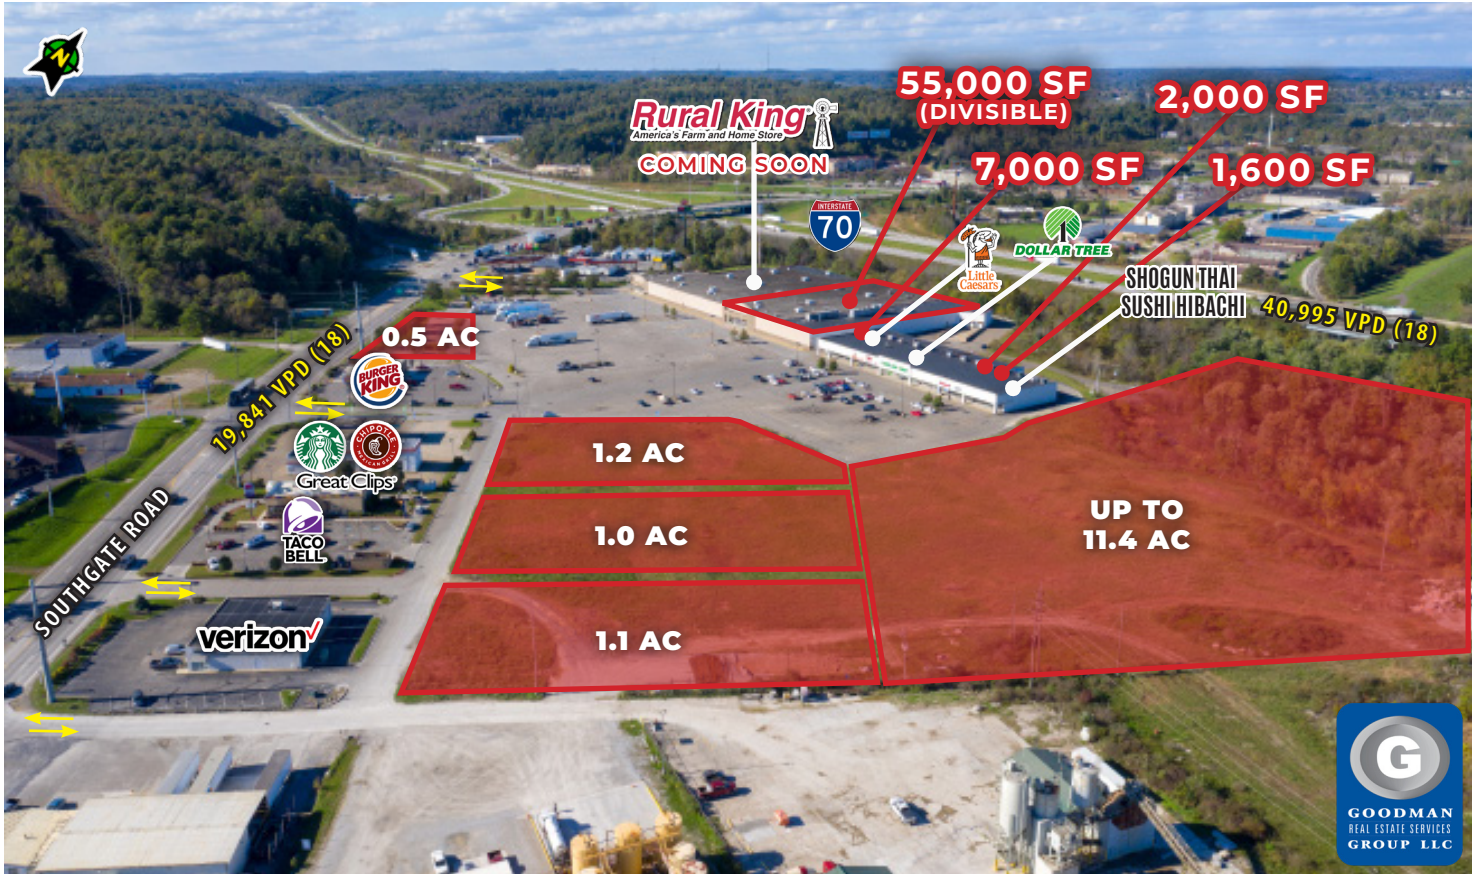 N
55,000 SF
(DIVISIBLE)
2,000 SF
Rural King
America's Farm and Home Store
COMING SOON
7,000 SF
1,600 SF
INTERSTATE
70
Little
Caesars
DOLLAR TREE
SHOGUN THAI
SUSHI HIBACHI
40,995 VPD (18)
0.5 AC
19,841 VPD (18)
BURGER
KING
CHIPOTLE
MEXICAN GRILL
Great Clips
TACO
BELL
SOUTHGATE ROAD
verizon
1.2 AC
1.0 AC
1.1 AC
UP TO
11.4 AC
G
GOODMAN
REAL ESTATE SERVICES
GROUP LLC